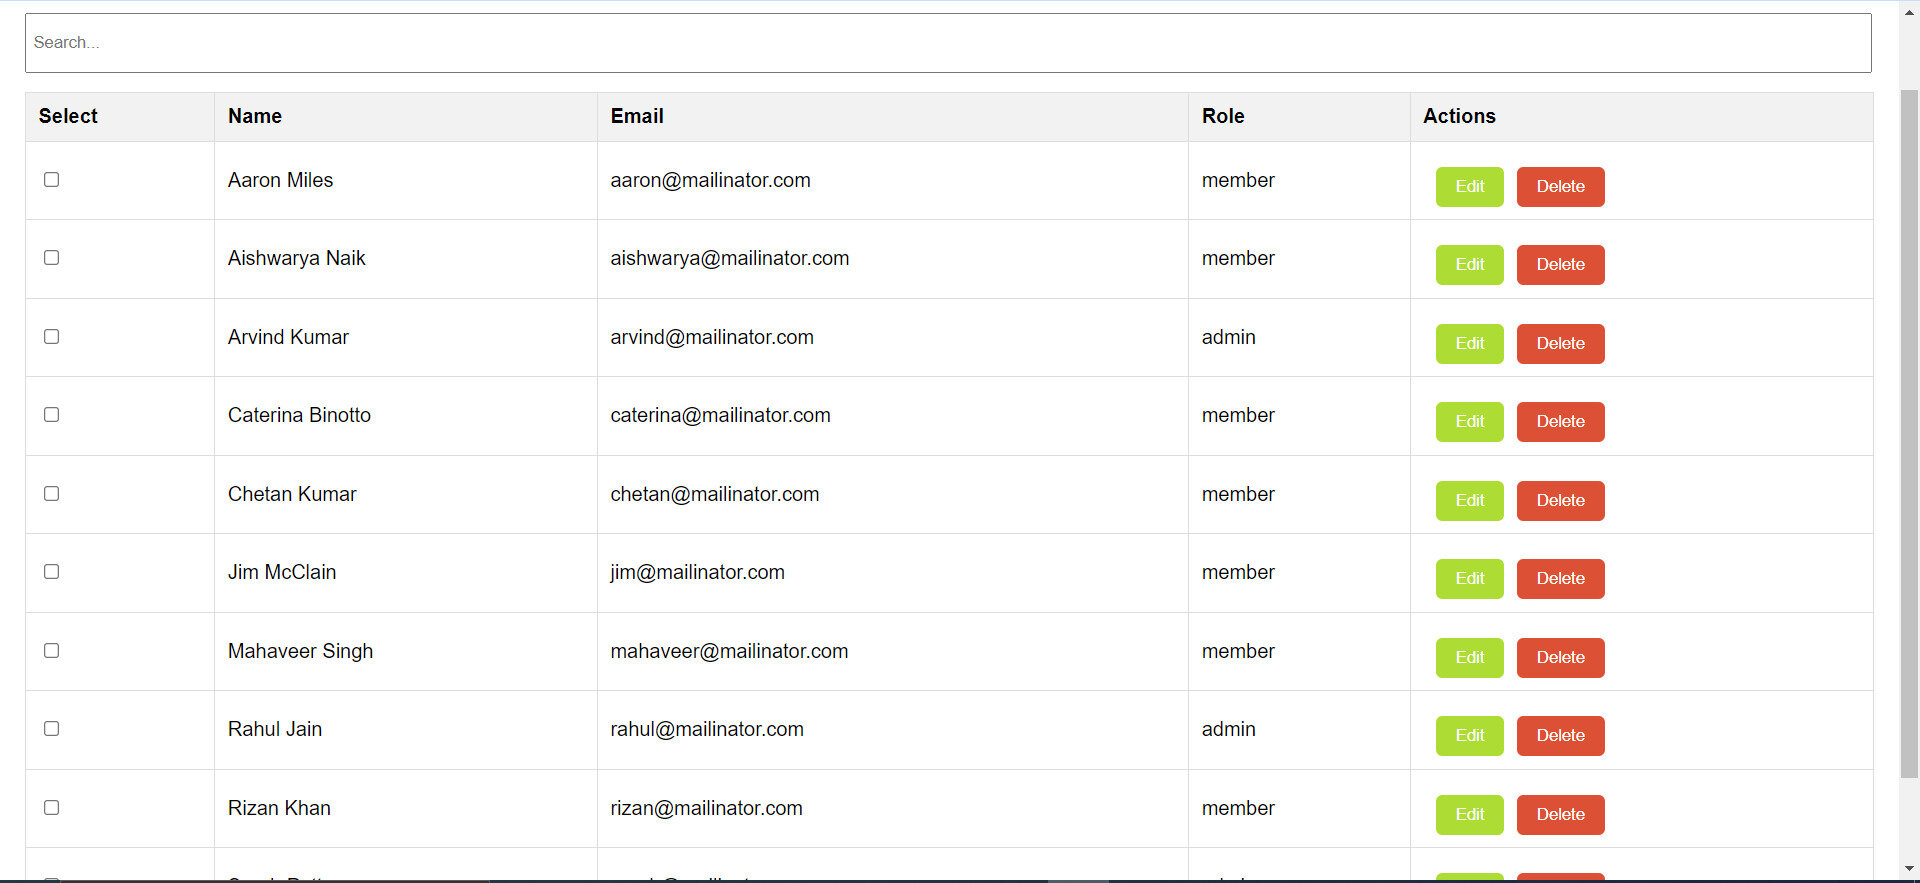 Search...
Select Name Email Role Actions
Aaron Miles aaron@mailinator.com member Edit Delete
Aishwarya Naik aishwarya@mailinator.com member Edit Delete
Arvind Kumar arvind@mailinator.com admin Edit Delete
Caterina Binotto caterina@mailinator.com member Edit Delete
Chetan Kumar chetan@mailinator.com member Edit Delete
Jim McClain jim@mailinator.com member Edit Delete
Mahaveer Singh mahaveer@mailinator.com member Edit Delete
Rahul Jain rahul@mailinator.com admin Edit Delete
Rizan Khan rizan@mailinator.com member Edit Delete